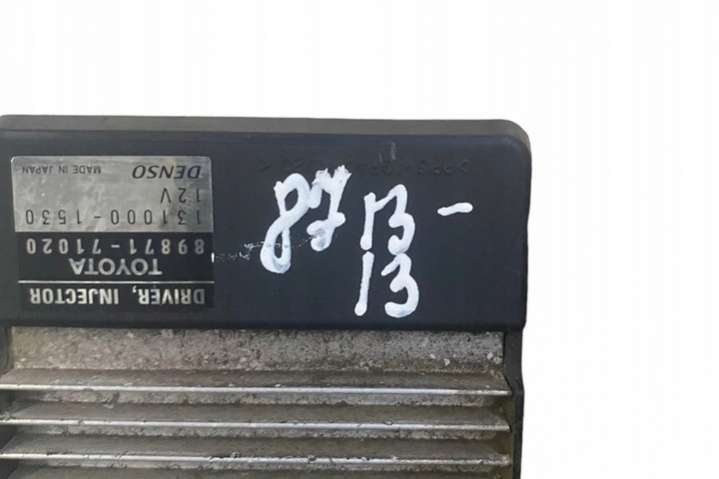 DRIVER, INJECTOR
TOYOTA
89871-71020
131000-1530
12V
DENSO MADE IN JAPAN
87 13 -
13